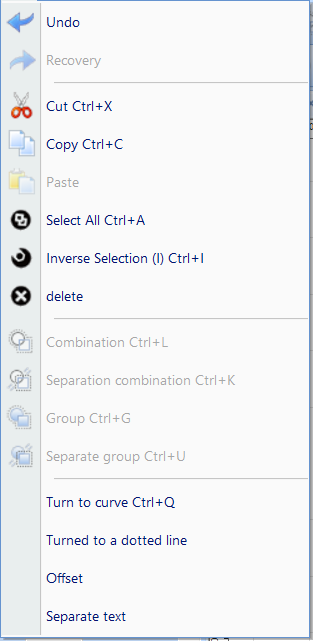 Undo
Recovery
Cut Ctrl+X
Copy Ctrl+C
Paste
Select All Ctrl+A
Inverse Selection (I) Ctrl+I
delete
Combination Ctrl+L
Separation combination Ctrl+K
Group Ctrl+G
Separate group Ctrl+U
Turn to curve Ctrl+Q
Turned to a dotted line
Offset
Separate text